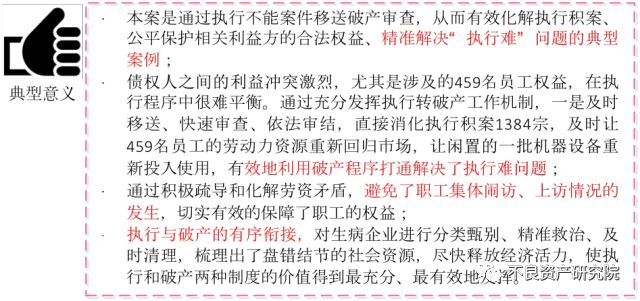 · 本案是通过执行不能案件移送破产审查，从而有效化解执行积案、
公平保护相关利益方的合法权益、精准解决“执行难”问题的典型
案例；
典型意义
· 债权人之间的利益冲突激烈，尤其是涉及的459名员工权益，在执
行程序中很难平衡。通过充分发挥执行转破产工作机制，一是及时
移送、快速审查、依法审结，直接消化执行积案1384宗，及时让
459名员工的劳动力资源重新回归市场，让闲置的一批机器设备重
新投入使用，有效地利用破产程序打通解决了执行难问题；
· 通过积极疏导和化解劳资矛盾，避免了职工集体闹访、上访情况的
发生，切实有效的保障了职工的权益；
· 执行与破产的有序衔接，对生病企业进行分类甄别、精准救治、及
时清理，梳理出了盘错结节的社会资源，尽快释放经济活力，使执
行和破产两种制度的价值得到最充分、最有效地发挥。
不良资产研究院